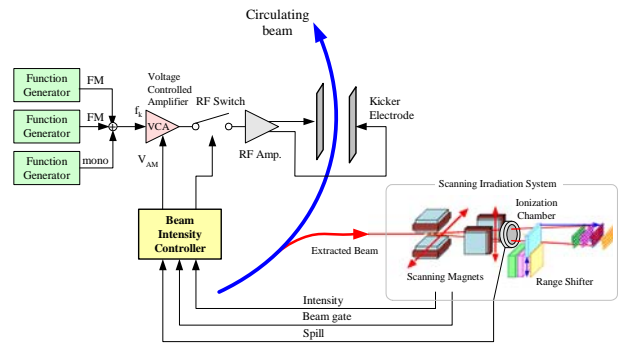 Circulating
beam
Function
Generator
FM
Function
Generator
FM
Function
Generator
mono
f_k
Voltage
Controlled
Amplifier
VCA
V_AM
RF Switch
RF Amp.
Kicker
Electrode
Beam
Intensity
Controller
Extracted Beam
Scanning Irradiation System
Ionization
Chamber
Scanning Magnets
Range Shifter
Intensity
Beam gate
Spill